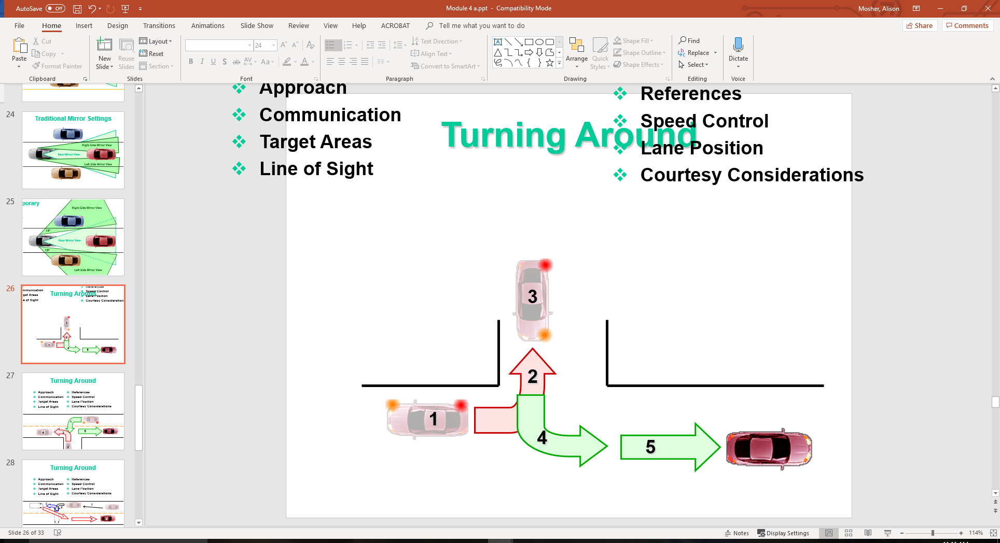 AutoSave Off
Module 4 a.ppt - Compatibility Mode
Mosher, Alison
File Home Insert Design Transitions Animations Slide Show Review View Help ACROBAT Tell me what you want to do
Share Comments
Paste
Cut
Copy
Format Painter
Clipboard
New Slide
Reuse Slides
Layout
Reset
Section
Slides
24
B I U S ab AV Aa A
Font
Text Direction
Align Text
Convert to SmartArt
Paragraph
Arrange
Quick Styles
Shape Fill
Shape Outline
Shape Effects
Drawing
Find
Replace
Select
Editing
Dictate
Voice
24
Traditional Mirror Settings
Right Side Mirror View
Rear Mirror View
Left Side Mirror View
25
porary
Right Side Mirror View
15°
Rear Mirror View
15°
Left Side Mirror View
26
mmunication
get Areas
e of Sight
Turning Around
References
Speed Control
Lane Position
Courtesy Consideration
3
2
1
4
5
27
Turning Around
Approach
Communication
Target Areas
Line of Sight
References
Speed Control
Lane Position
Courtesy Considerations
1
3
4
5
2
28
Turning Around
Approach
Communication
Target Areas
Line of Sight
References
Speed Control
Lane Position
Courtesy Considerations
Approach
Communication
Target Areas
Line of Sight
Turning Around
References
Speed Control
Lane Position
Courtesy Considerations
3
2
1
4
5
Slide 26 of 33
Notes
Display Settings
114%